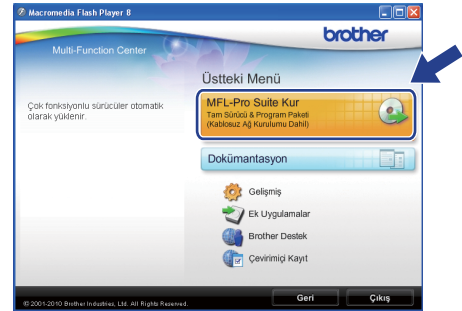 Macromedia Flash Player 8
brother
Multi-Function Center
Üstteki Menü
Çok fonksiyonlu sürücüler otomatik
olarak yüklenir.
MFL-Pro Suite Kur
Tam Sürücü & Program Paketi
(Kablosuz Ağ Kurulumu Dahil)
Dokümantasyon
Gelişmiş
Ek Uygulamalar
Brother Destek
Çevirimiçi Kayıt
© 2001-2010 Brother Industries, Ltd. All Rights Reserved.
Geri
Çıkış